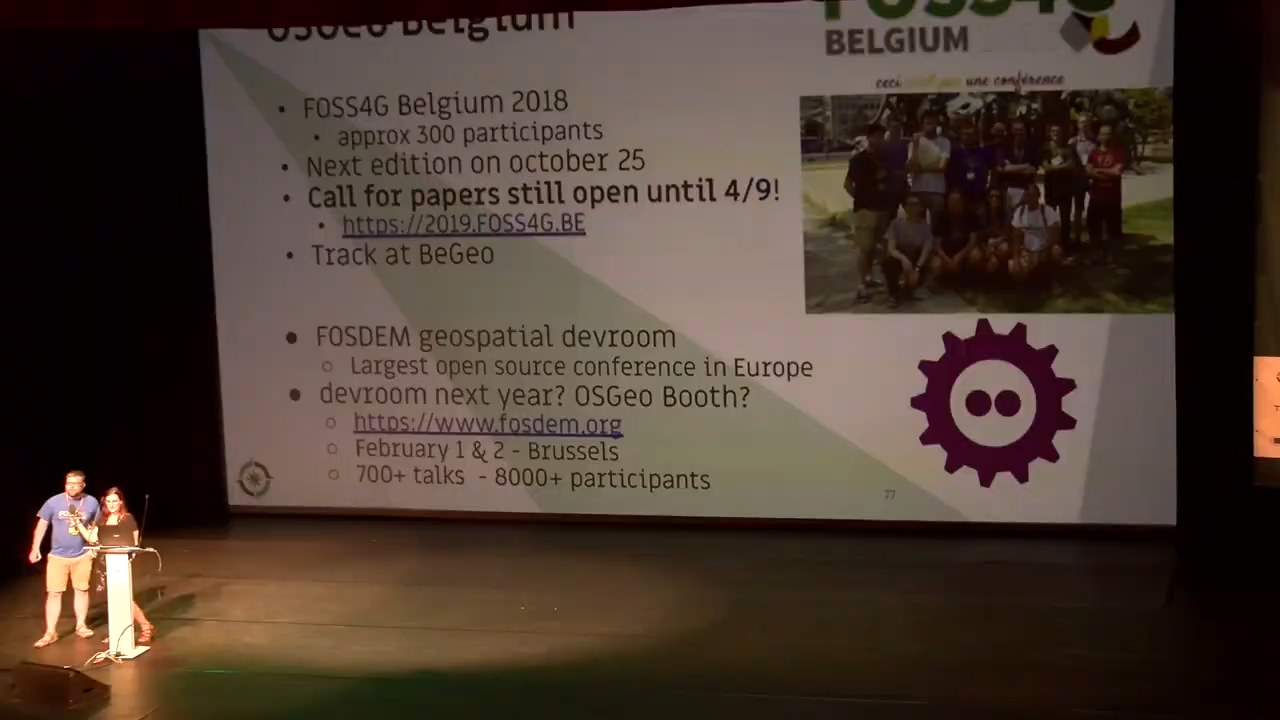 OSGeo Belgium
FOSS4G
BELGIUM
ceci n'est pas une conférence
• FOSS4G Belgium 2018
• approx 300 participants
• Next edition on october 25
• Call for papers still open until 4/9!
• https://2019.FOSS4G.BE
• Track at BeGeo
• FOSDEM geospatial devroom
○ Largest open source conference in Europe
• devroom next year? OSGeo Booth?
○ https://www.fosdem.org
○ February 1 & 2 - Brussels
○ 700+ talks - 8000+ participants
77